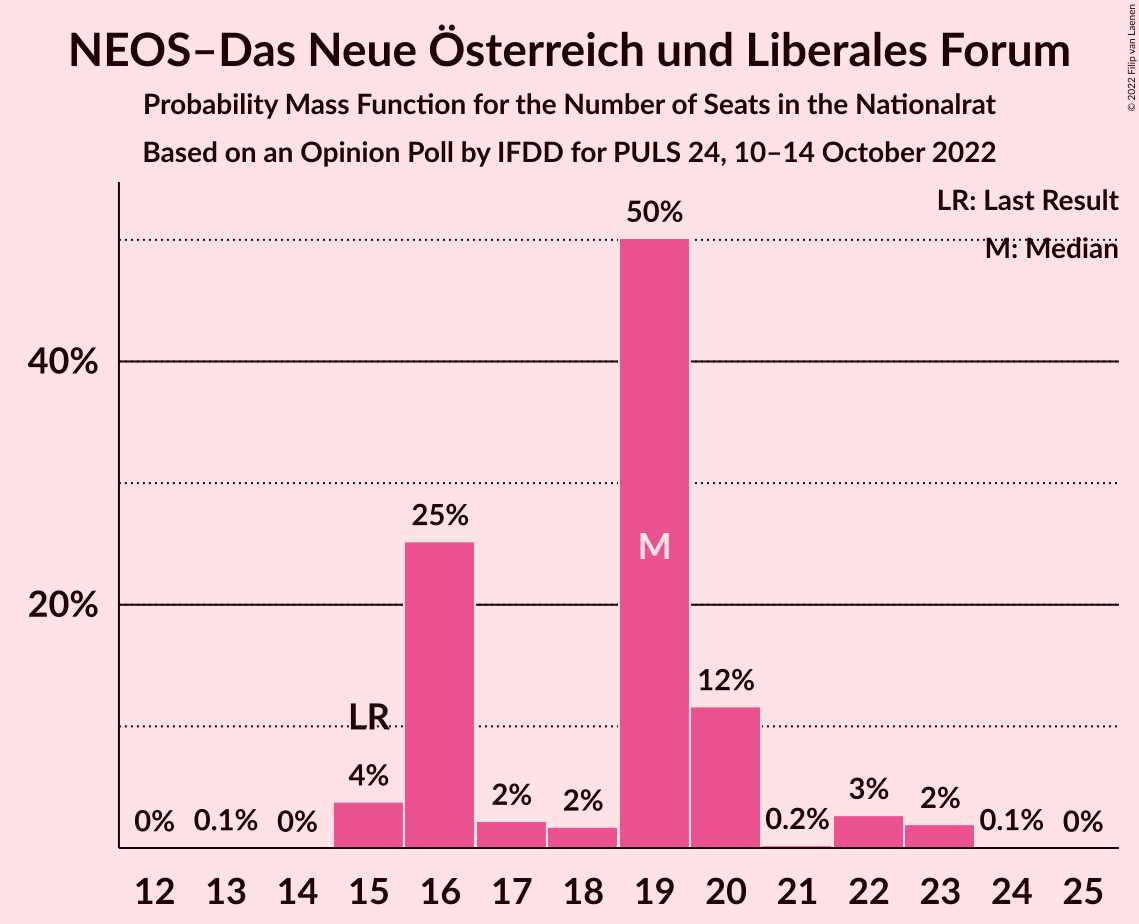 NEOS–Das Neue Österreich und Liberales Forum
Probability Mass Function for the Number of Seats in the Nationalrat
Based on an Opinion Poll by IFDD for PULS 24, 10–14 October 2022
© 2022 Filip van Laenen
LR: Last Result
M: Median
50%
40%
25%
M
20%
12%
LR
4%
2%
2%
3%
2%
0%
0.1%
0%
0.2%
0.1%
0%
12 13 14 15 16 17 18 19 20 21 22 23 24 25